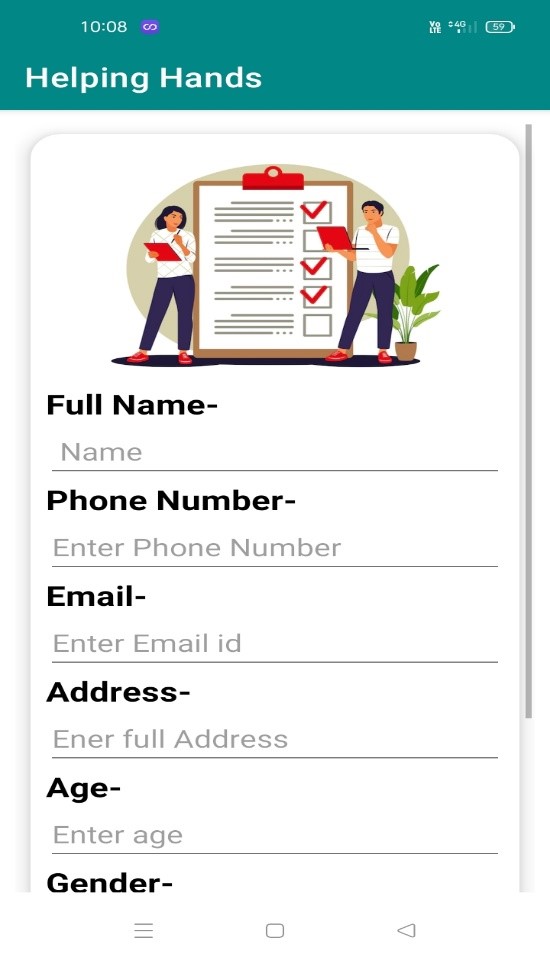 10:08
Vo
LTE
4G
59
Helping Hands
Full Name-
Name
Phone Number-
Enter Phone Number
Email-
Enter Email id
Address-
Ener full Address
Age-
Enter age
Gender-